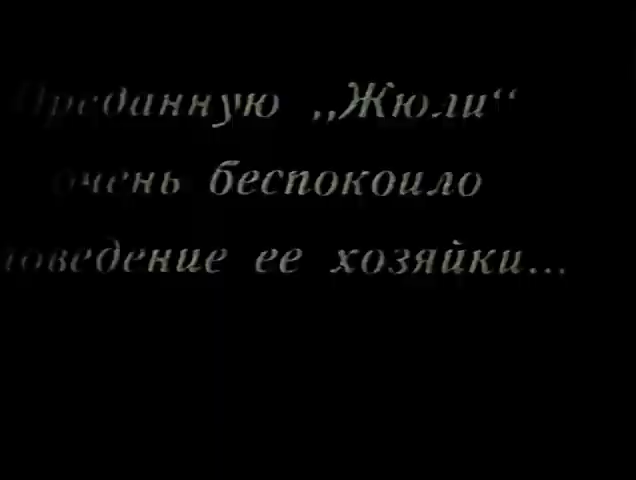 Преданную „Жюли“
очень беспокоило
поведение ее хозяйки...